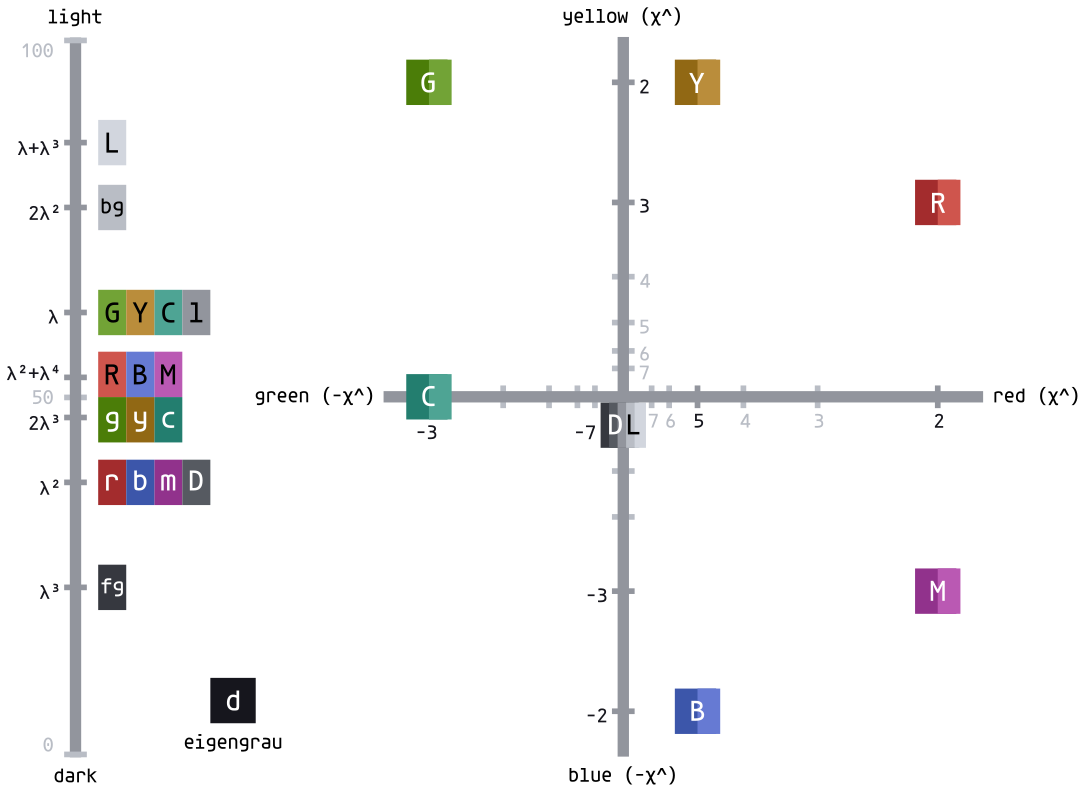 light
yellow (χ^)
100
G
Y
2
L
λ+λ³
R
bg
2λ²
3
4
G Y C l
λ
5
6
R B M
λ²+λ⁴
7
50
green (-χ^)
C
red (χ^)
g y c
2λ³
-3
-7
D L
7 6 5 4 3 2
r b m D
λ²
fg
λ³
-3
M
d
B
-2
eigengrau
0
dark
blue (-χ^)